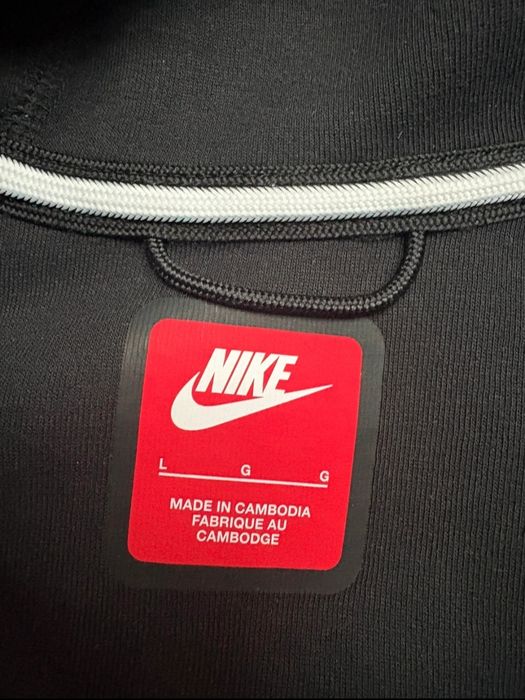 NIKE
L G G
MADE IN CAMBODIA
FABRIQUE AU
CAMBODGE